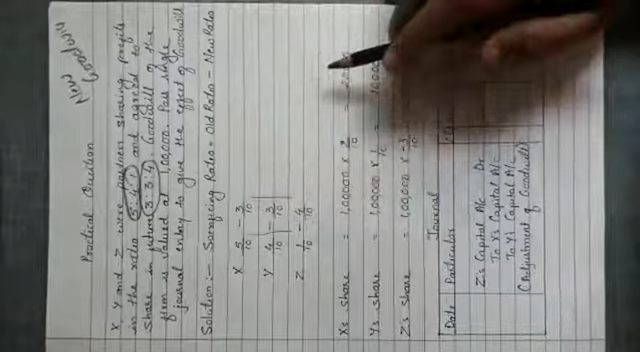 New
Goodwill
Practical Question
X, Y and Z were partners sharing profits
in the ratio 5:4:1 and agreed to
share in future 3:3:4. Goodwill of the
firm is valued at 1,00,000. Pass single
journal entry to give the effect of Goodwill
Solution:- Sacrificing Ratio = Old Ratio - New Ratio
X 5/10 - 3/10
Y 4/10 - 3/10
Z 1/10 - 4/10
X's Share = 1,00,000 x 2/10 =
Y's Share = 1,00,000 x 1/10 = 10,000
Z's Share = 1,00,000 x -3/10
Journal
Date Particulars
Z's Capital A/c Dr
To X's Capital A/c
To Y's Capital A/c
(Adjustment of Goodwill)